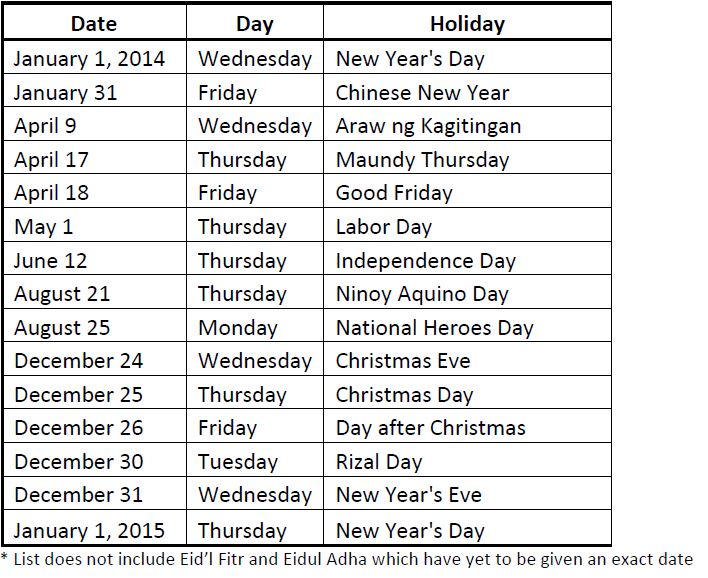 Date Day Holiday
January 1, 2014 Wednesday New Year's Day
January 31 Friday Chinese New Year
April 9 Wednesday Araw ng Kagitingan
April 17 Thursday Maundy Thursday
April 18 Friday Good Friday
May 1 Thursday Labor Day
June 12 Thursday Independence Day
August 21 Thursday Ninoy Aquino Day
August 25 Monday National Heroes Day
December 24 Wednesday Christmas Eve
December 25 Thursday Christmas Day
December 26 Friday Day after Christmas
December 30 Tuesday Rizal Day
December 31 Wednesday New Year's Eve
January 1, 2015 Thursday New Year's Day
* List does not include Eid’l Fitr and Eidul Adha which have yet to be given an exact date